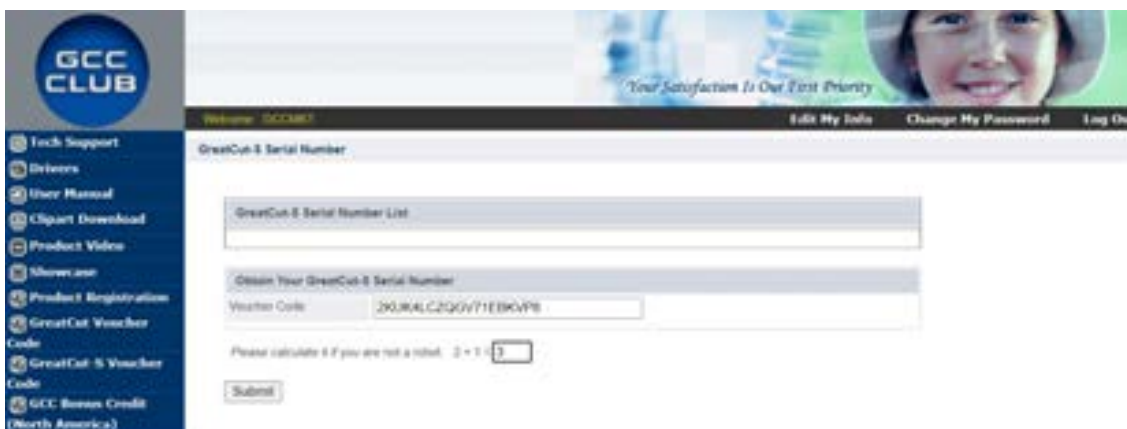 GCC
CLUB
Your Satisfaction Is Our First Priority
Welcome
Edit My Info
Change My Password
Log Ou
Tech Support
Drivers
User Manual
Clipart Download
Product Video
Showcase
Product Registration
GreatCut Voucher
Code
GreatCut-S Voucher
Code
GCC Bonus Credit
(North America)
GreatCut-S Serial Number
GreatCut-S Serial Number List
Obtain Your GreatCut-S Serial Number
Voucher Code
Please calculate it if you are not a robot. 2 + 1 = 3
Submit